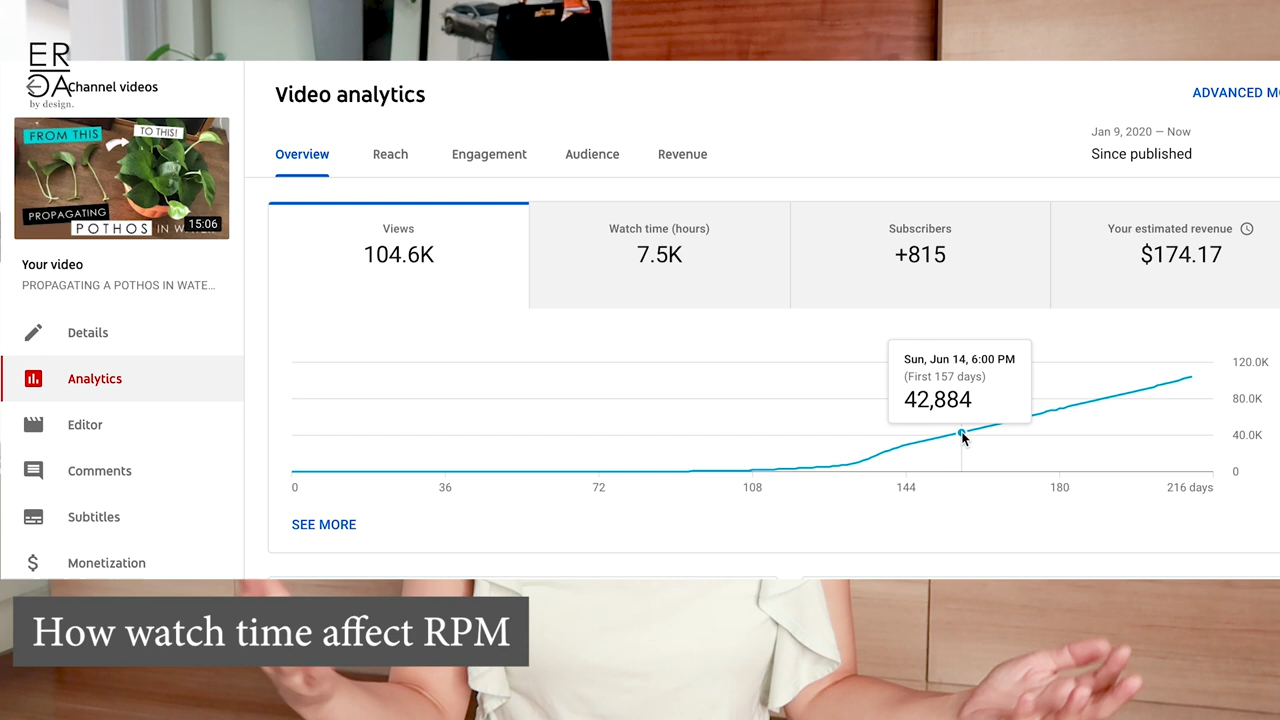 ER
OA
by design.
Channel videos
FROM THIS
TO THIS!
PROPAGATING
POTHOS IN WATER
15:06
Your video
PROPAGATING A POTHOS IN WATE…
Details
Analytics
Editor
Comments
Subtitles
Monetization
Video analytics
ADVANCED MO
Jan 9, 2020 – Now
Since published
Overview
Reach
Engagement
Audience
Revenue
Views
104.6K
Watch time (hours)
7.5K
Subscribers
+815
Your estimated revenue
$174.17
Sun, Jun 14, 6:00 PM
(First 157 days)
42,884
120.0K
80.0K
40.0K
0
0
36
72
108
144
180
216 days
SEE MORE
How watch time affect RPM